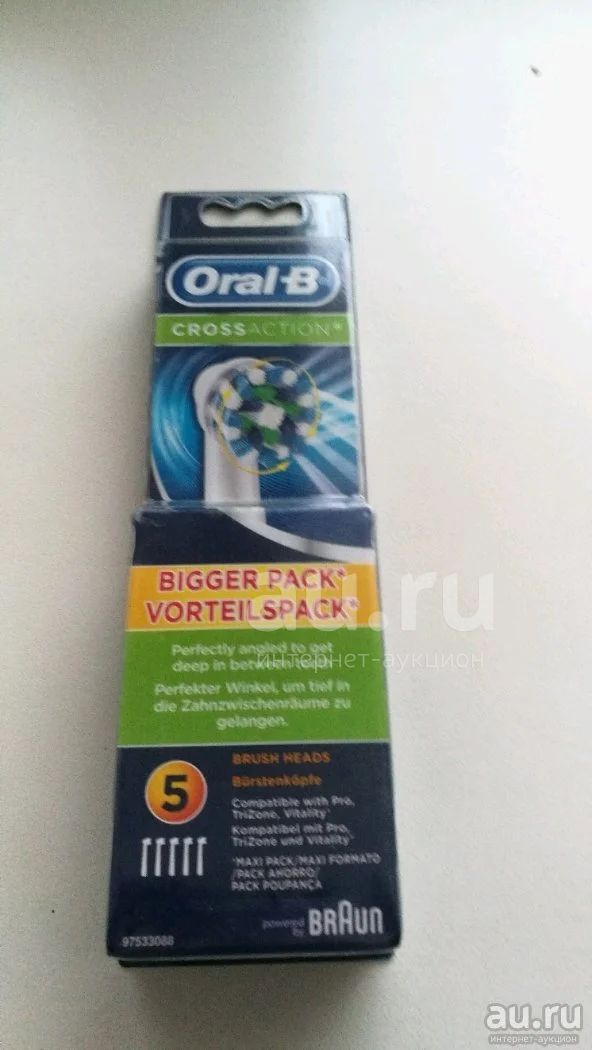 Oral-B
CROSSACTION®
BIGGER PACK*
VORTEILSPACK*
au.ru
интернет-аукцион
Perfectly angled to get
deep in between teeth
Perfekter Winkel, um tief in
die Zahnzwischenräume zu
gelangen.
5
BRUSH HEADS
Bürstenköpfe
Compatible with Pro,
TriZone, Vitality
Kompatibel mit Pro,
TriZone und Vitality
*MAXI PACK/MAXI FORMATO
/PACK AHORRO/
PACK POUPANÇA
powered
by
BRAUN
97533088
au.ru
интернет-аукцион